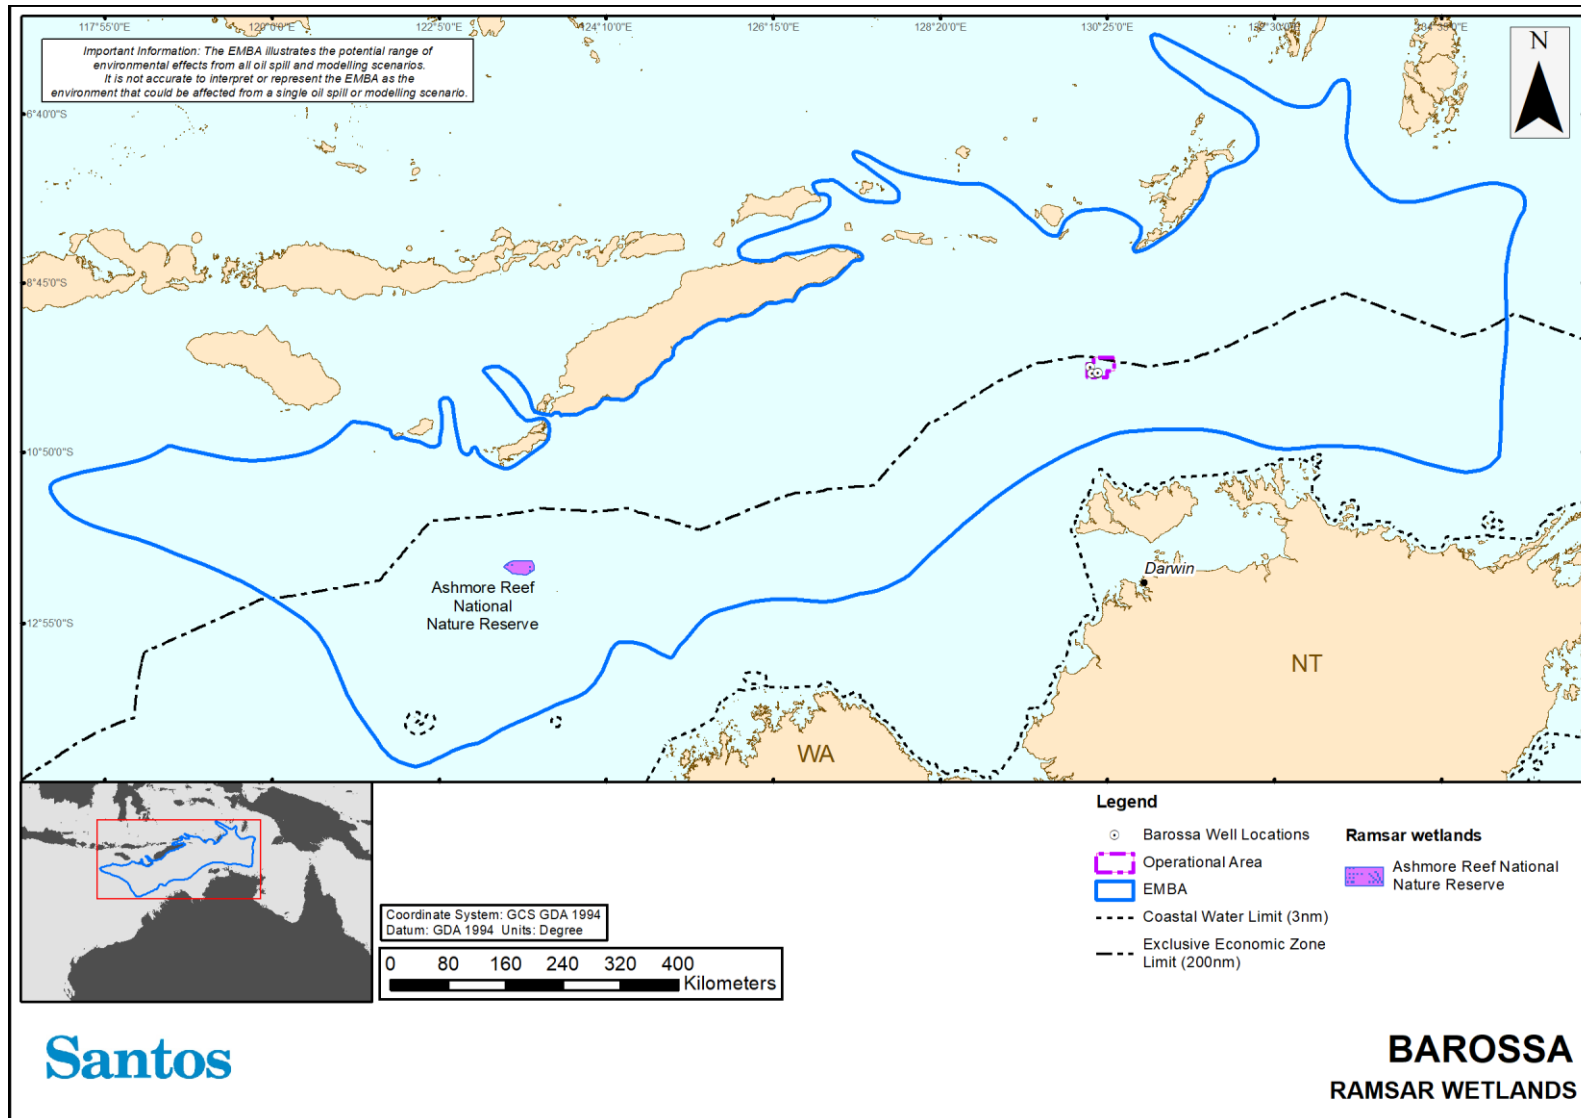 117°55'0"E 120°0'0"E 122°5'0"E 124°10'0"E 126°15'0"E 128°20'0"E 130°25'0"E 132°30'0"E 134°35'0"E
Important Information: The EMBA illustrates the potential range of
environmental effects from all oil spill and modelling scenarios.
It is not accurate to interpret or represent the EMBA as the
environment that could be affected from a single oil spill or modelling scenario.
N
6°40'0"S
8°45'0"S
10°50'0"S
12°55'0"S
Ashmore Reef
National
Nature Reserve
Darwin
NT
WA
Coordinate System: GCS GDA 1994
Datum: GDA 1994 Units: Degree
0 80 160 240 320 400
Kilometers
Legend
Barossa Well Locations
Operational Area
EMBA
Coastal Water Limit (3nm)
Exclusive Economic Zone
Limit (200nm)
Ramsar wetlands
Ashmore Reef National
Nature Reserve
Santos
BAROSSA
RAMSAR WETLANDS